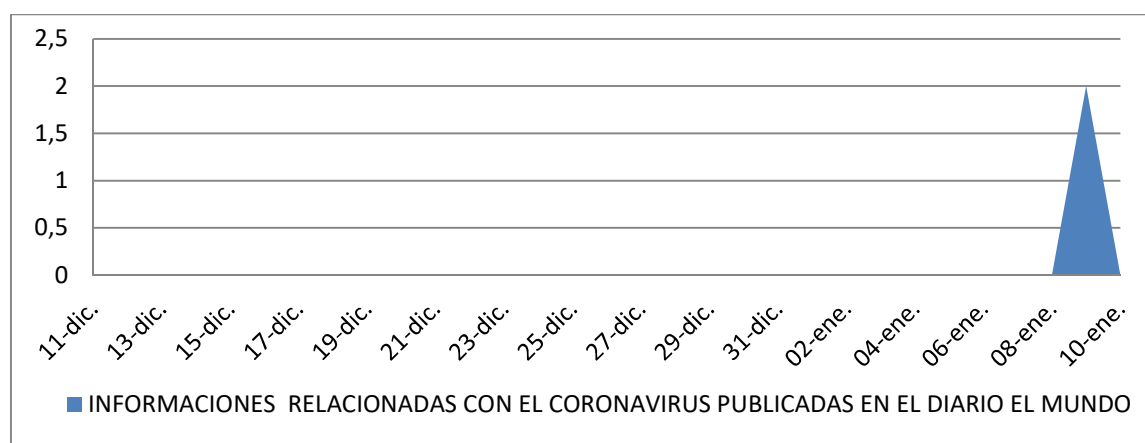 2,5
2
1,5
1
0,5
0
11-dic.
13-dic.
15-dic.
17-dic.
19-dic.
21-dic.
23-dic.
25-dic.
27-dic.
29-dic.
31-dic.
02-ene.
04-ene.
06-ene.
08-ene.
10-ene.
INFORMACIONES RELACIONADAS CON EL CORONAVIRUS PUBLICADAS EN EL DIARIO EL MUNDO